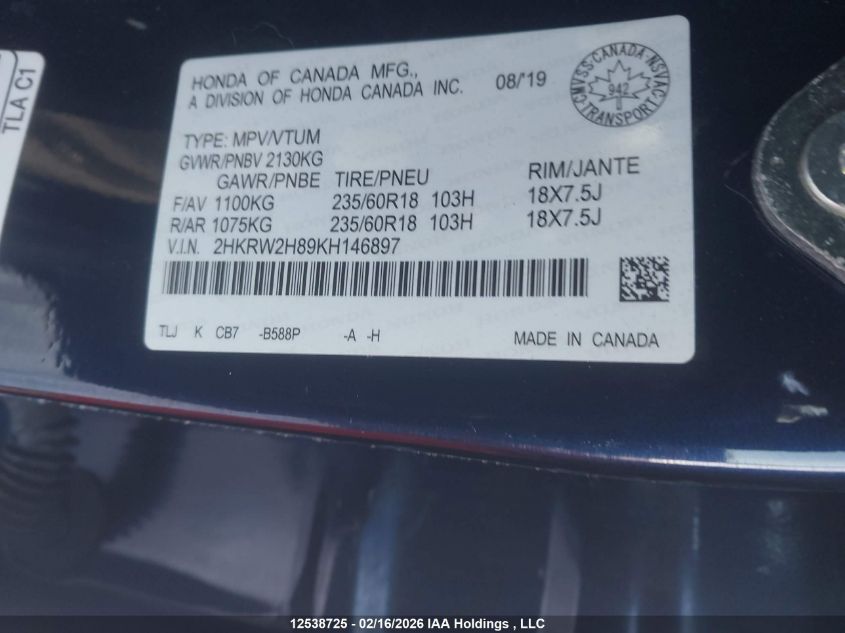 TLA C1
HONDA OF CANADA MFG.,
A DIVISION OF HONDA CANADA INC.
08/'19
CMVSS: CANADA: NSVAC
942
TRANSPORT
TYPE: MPV/VTUM
GVWR/PNBV 2130KG
GAWR/PNBE TIRE/PNEU RIM/JANTE
F/AV 1100KG 235/60R18 103H 18X7.5J
R/AR 1075KG 235/60R18 103H 18X7.5J
V.I.N. 2HKRW2H89KH146897
TLJ K CB7 -B588P -A -H MADE IN CANADA
12538725 - 02/16/2026 IAA Holdings , LLC